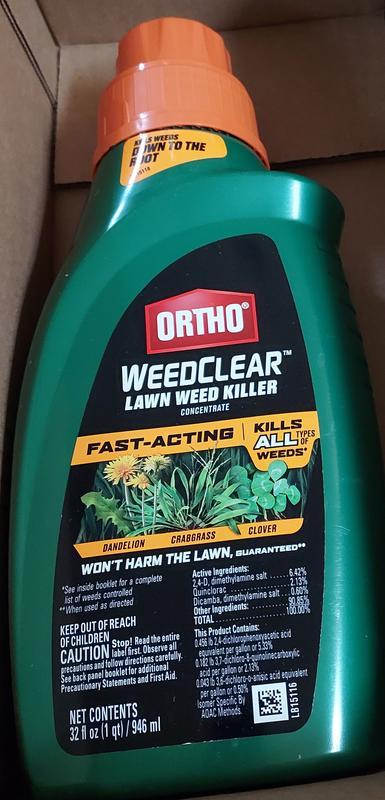 KILLS WEEDS
DOWN TO THE
ROOT
ORTHO®
WEEDCLEAR™
LAWN WEED KILLER
CONCENTRATE
FAST-ACTING
KILLS
ALL TYPES OF
WEEDS*
DANDELION CRABGRASS CLOVER
WON'T HARM THE LAWN, GUARANTEED**
*See inside booklet for a complete
list of weeds controlled
**When used as directed
KEEP OUT OF REACH
OF CHILDREN
CAUTION Stop! Read the entire
label first. Observe all
precautions and follow directions carefully.
See back panel booklet for additional
Precautionary Statements and First Aid.
NET CONTENTS
32 fl oz (1 qt) / 946 ml
Active Ingredients:
2,4-D, dimethylamine salt . . . . . 6.42%
Quinclorac . . . . . 2.13%
Dicamba, dimethylamine salt . . . . . 0.60%
Other Ingredients: . . . . . 90.85%
TOTAL . . . . . 100.00%
This Product Contains:
0.456 lb 2,4-dichlorophenoxyacetic acid
equivalent per gallon or 5.33%
0.182 lb 3,7-dichloro-8-quinolinecarboxylic
acid per gallon or 2.13%
0.043 lb 3,6-dichloro-o-anisic acid equivalent
per gallon or 0.50%
Isomer Specific By
AOAC Methods.
LB15116